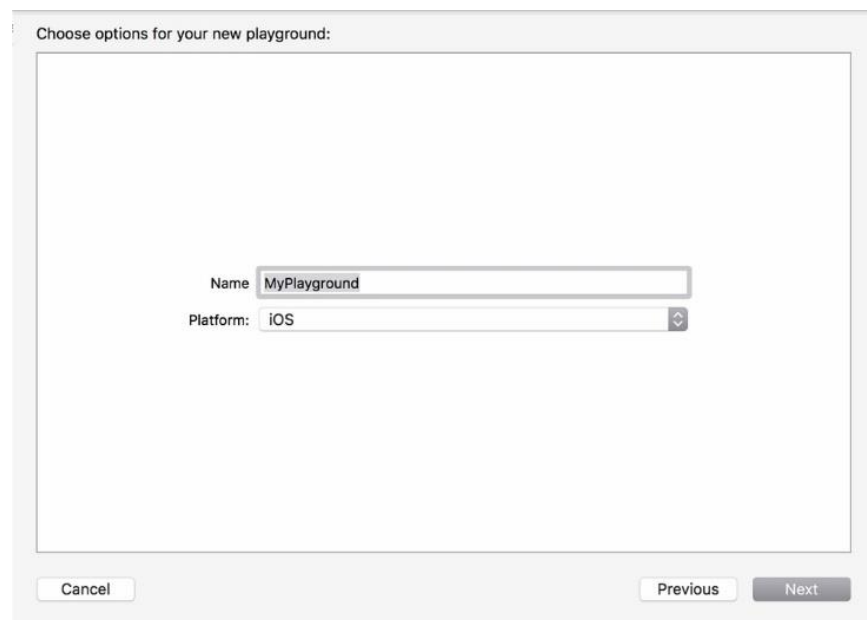 Choose options for your new playground:
Name MyPlayground
Platform: iOS
Cancel Previous Next